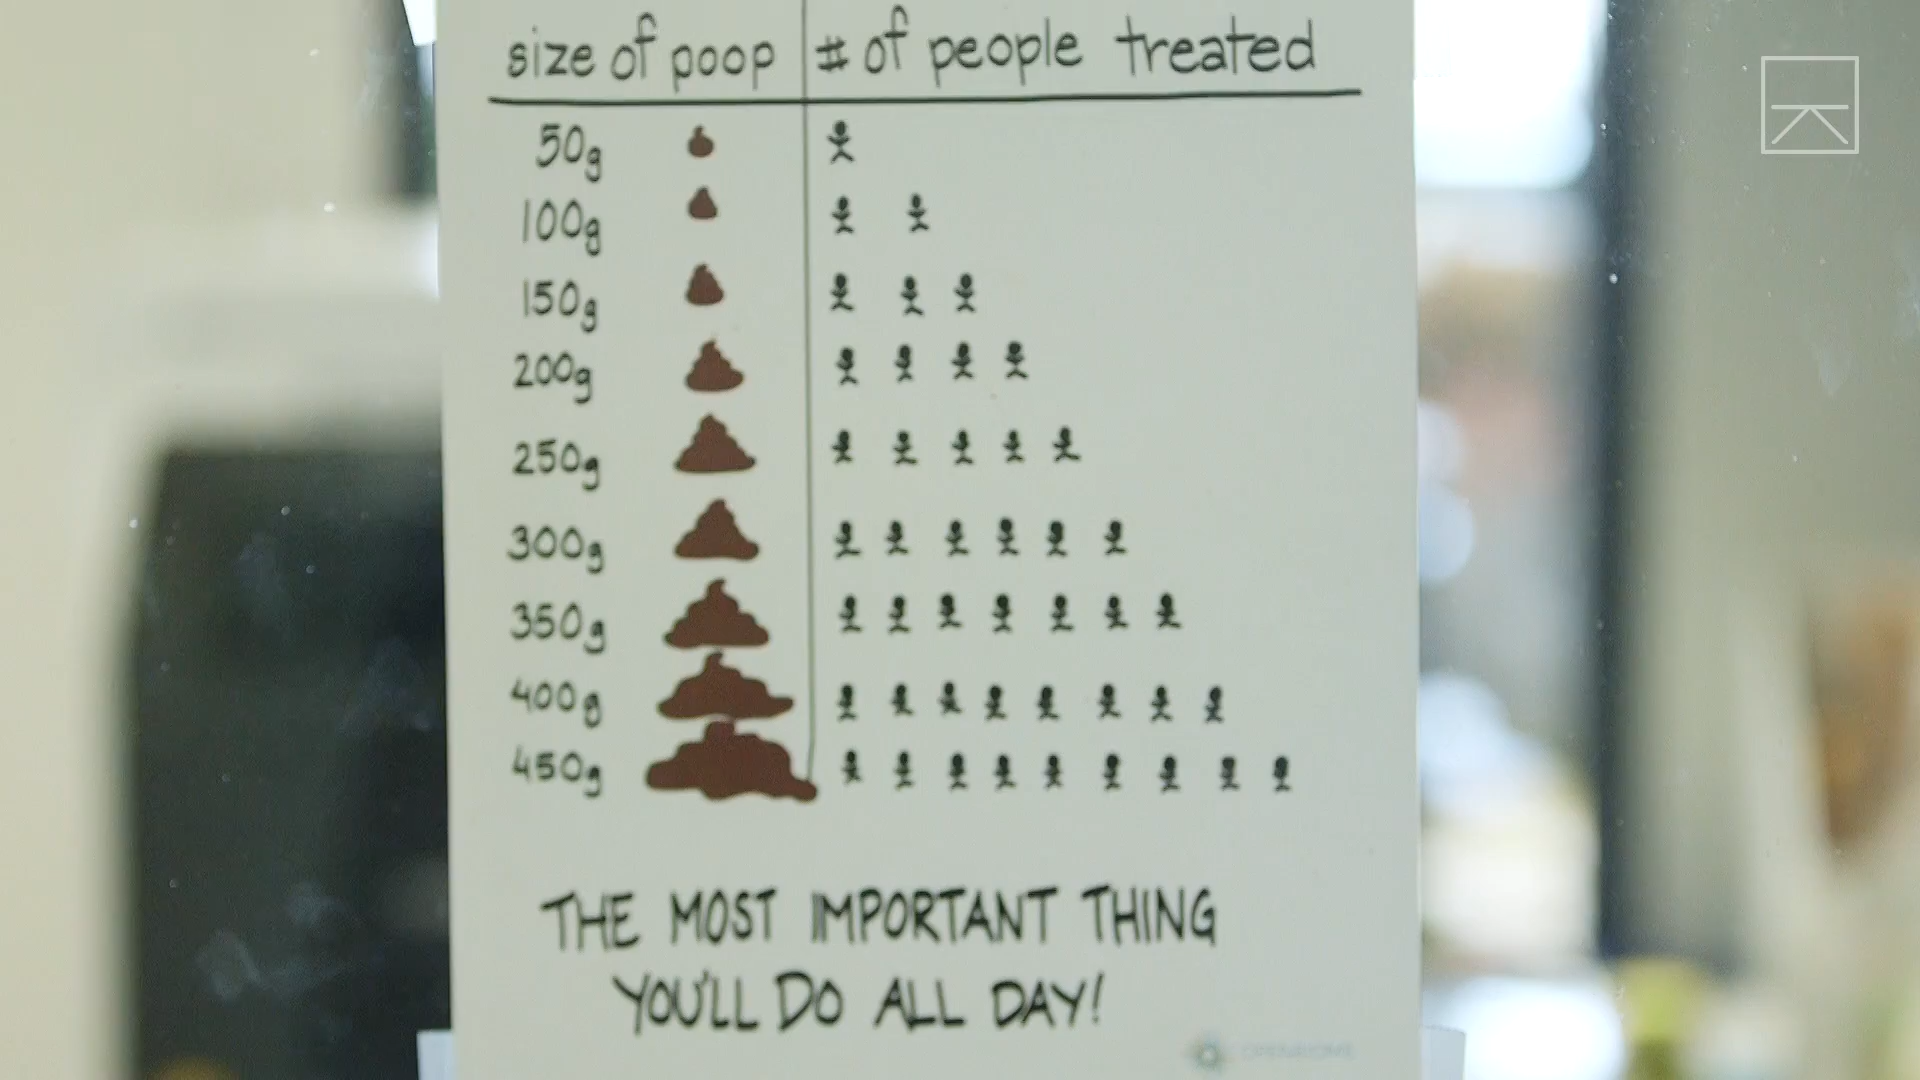 size of poop # of people treated
50g
100g
150g
200g
250g
300g
350g
400g
450g
THE MOST IMPORTANT THING
YOU'LL DO ALL DAY!